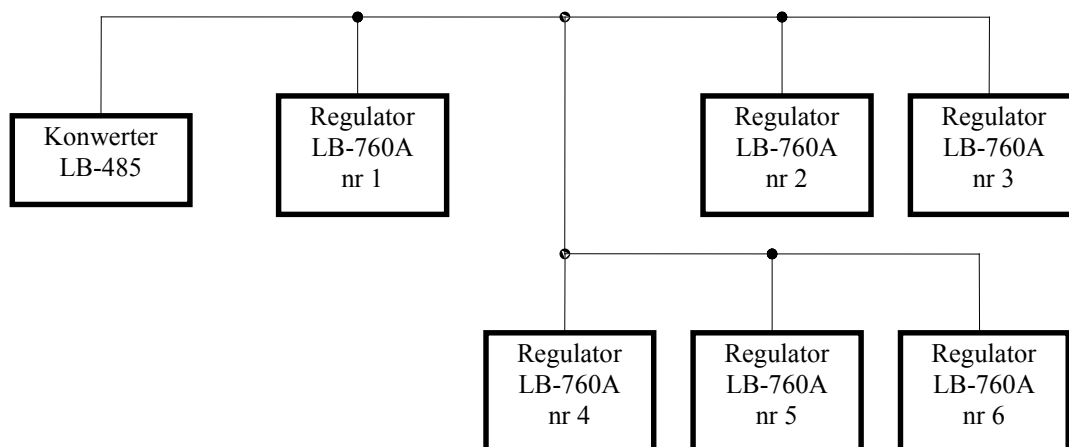 Konwerter
LB-485
Regulator
LB-760A
nr 1
Regulator
LB-760A
nr 2
Regulator
LB-760A
nr 3
Regulator
LB-760A
nr 4
Regulator
LB-760A
nr 5
Regulator
LB-760A
nr 6